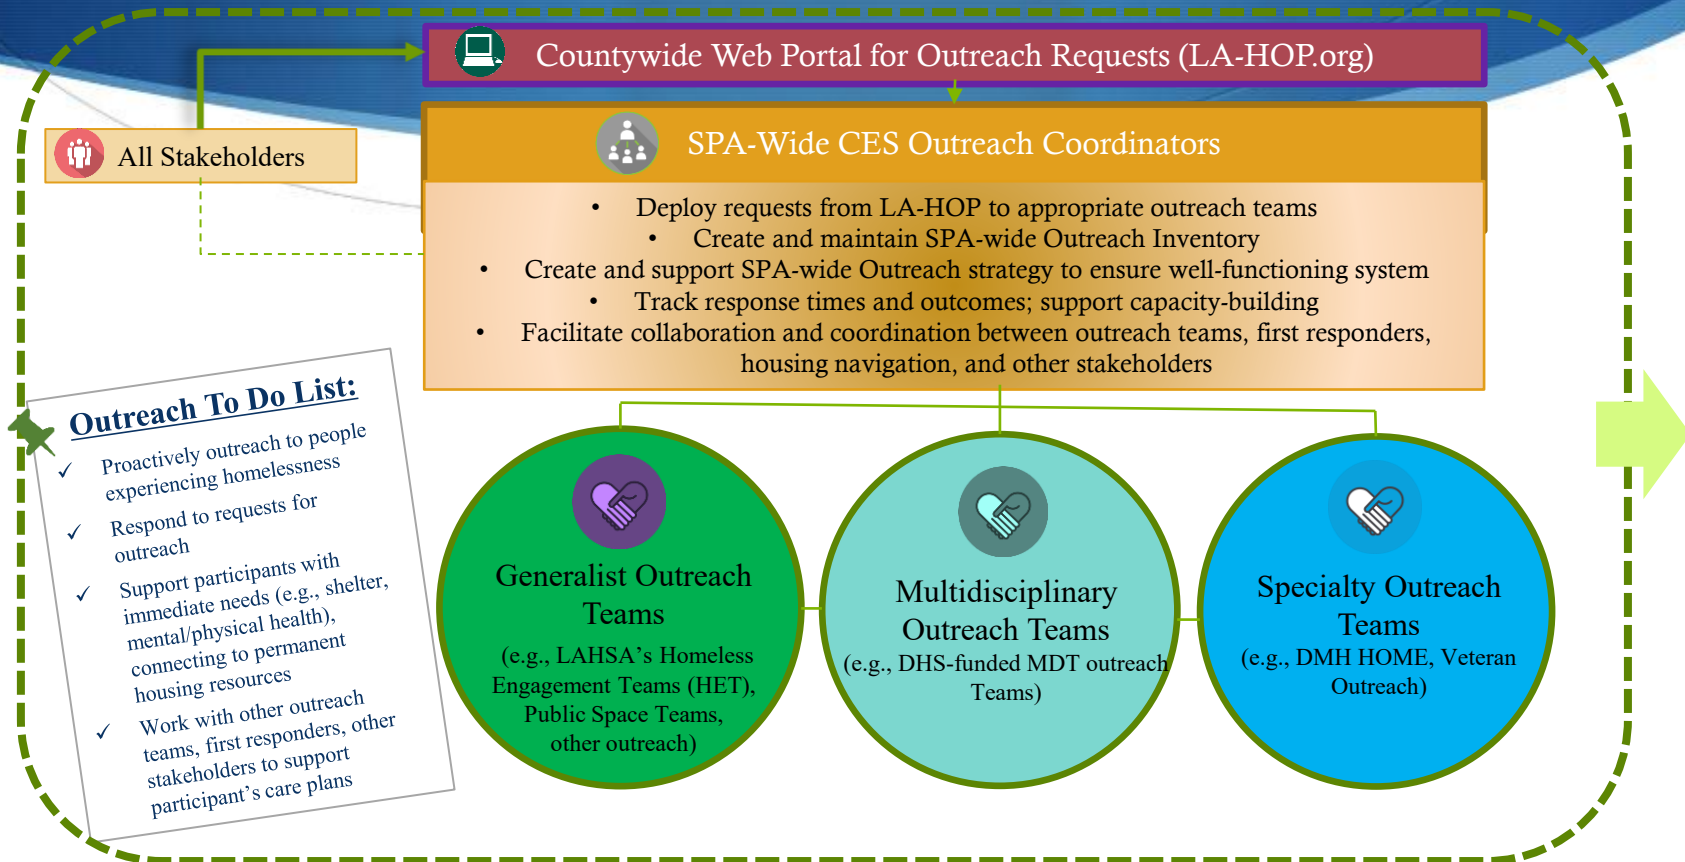 Countywide Web Portal for Outreach Requests (LA-HOP.org)
All Stakeholders
SPA-Wide CES Outreach Coordinators
• Deploy requests from LA-HOP to appropriate outreach teams
• Create and maintain SPA-wide Outreach Inventory
• Create and support SPA-wide Outreach strategy to ensure well-functioning system
• Track response times and outcomes; support capacity-building
• Facilitate collaboration and coordination between outreach teams, first responders,
housing navigation, and other stakeholders
Outreach To Do List:
✓ Proactively outreach to people
experiencing homelessness
✓ Respond to requests for
outreach
✓ Support participants with
immediate needs (e.g., shelter,
mental/physical health),
connecting to permanent
housing resources
✓ Work with other outreach
teams, first responders, other
stakeholders to support
participant’s care plans
Generalist Outreach
Teams
(e.g., LAHSA’s Homeless
Engagement Teams (HET),
Public Space Teams,
other outreach)
Multidisciplinary
Outreach Teams
(e.g., DHS-funded MDT outreach
Teams)
Specialty Outreach
Teams
(e.g., DMH HOME, Veteran
Outreach)